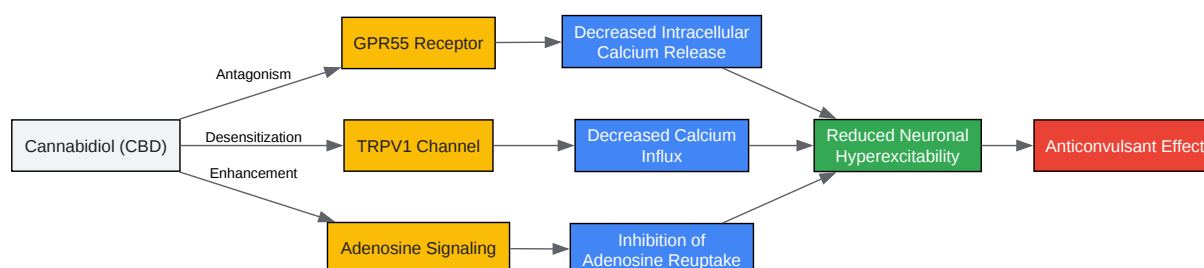 GPR55 Receptor
Decreased Intracellular
Calcium Release
Antagonism
Cannabidiol (CBD)
Desensitization
TRPV1 Channel
Decreased Calcium
Influx
Reduced Neuronal
Hyperexcitability
Anticonvulsant Effect
Enhancement
Adenosine Signaling
Inhibition of
Adenosine Reuptake